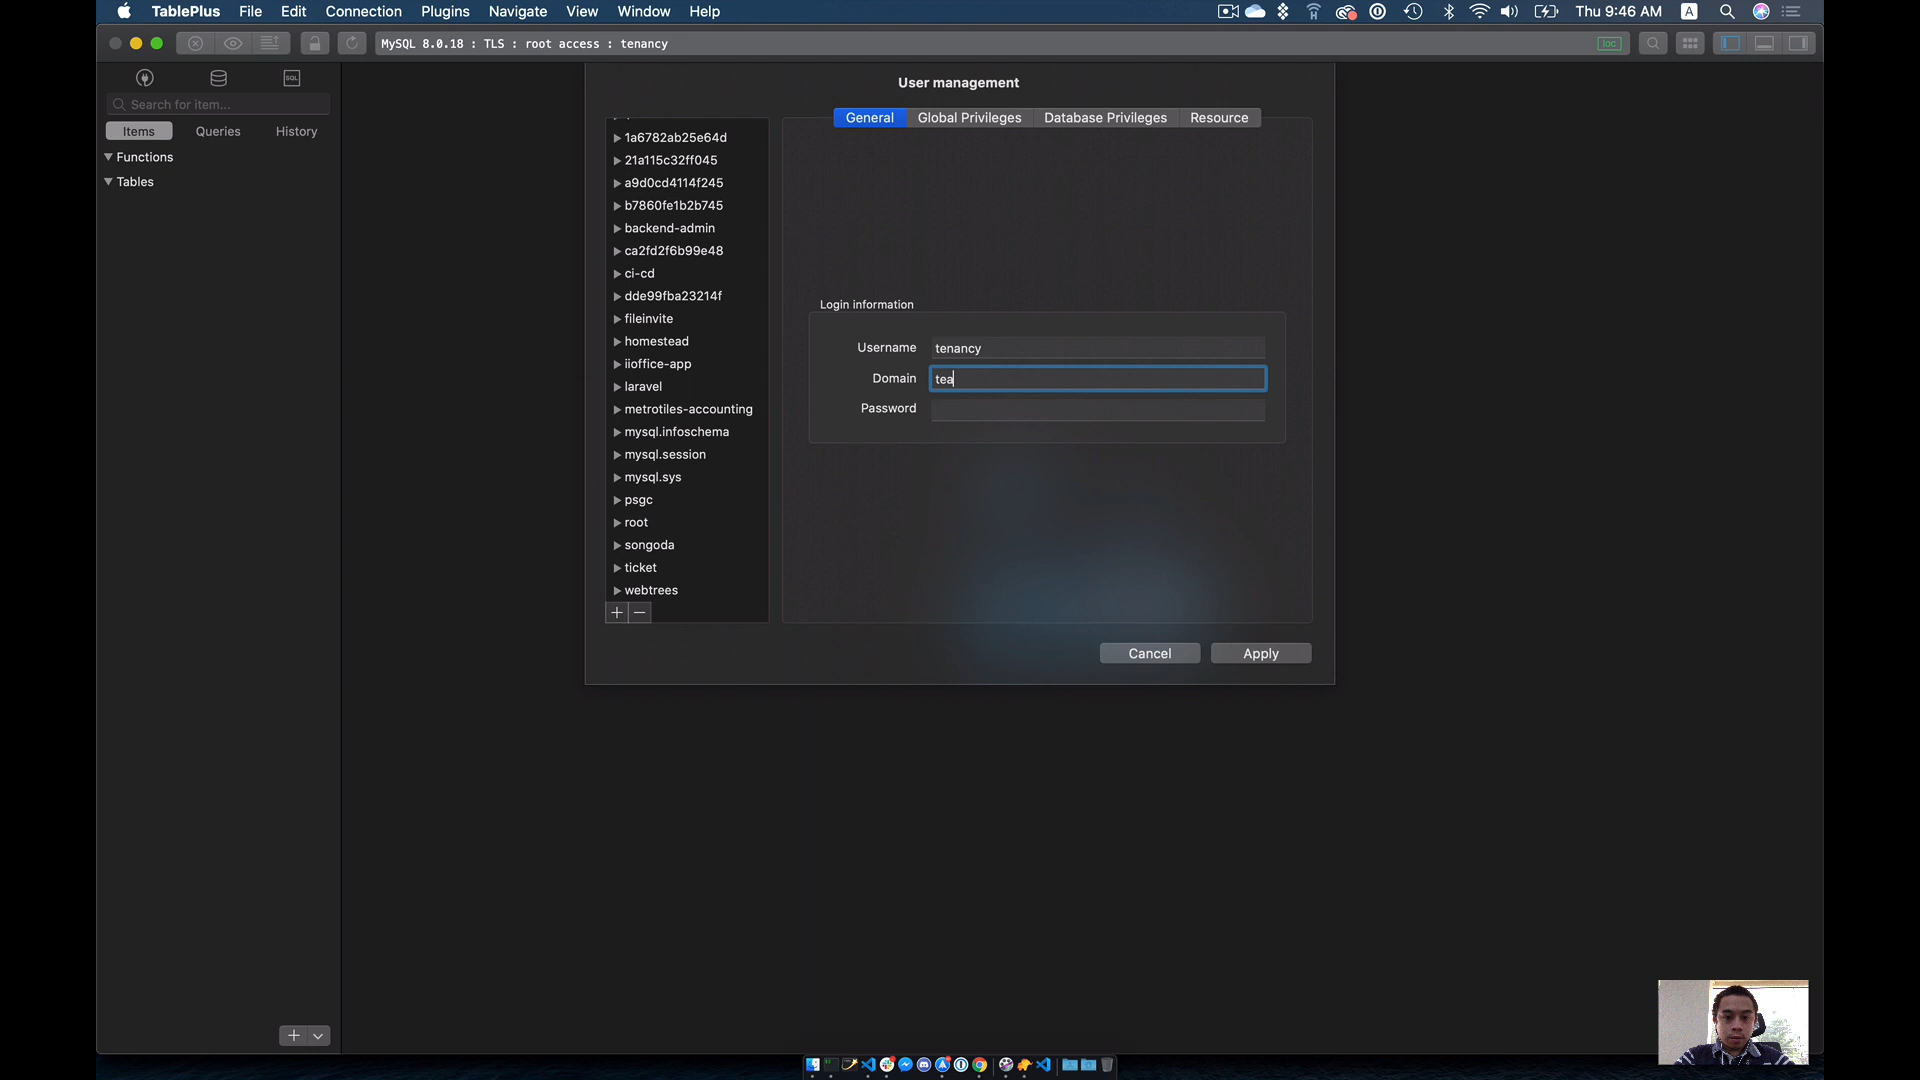 TablePlus File Edit Connection Plugins Navigate View Window Help
Thu 9:46 AM A
MySQL 8.0.18 : TLS : root access : tenancy
loc
SQL
Search for item...
Items Queries History
Functions
Tables
User management
General Global Privileges Database Privileges Resource
1a6782ab25e64d
21a115c32ff045
a9d0cd4114f245
b7860fe1b2b745
backend-admin
ca2fd2f6b99e48
ci-cd
dde99fba23214f
fileinvite
homestead
iioffice-app
laravel
metrotiles-accounting
mysql.infoschema
mysql.session
mysql.sys
psgc
root
songoda
ticket
webtrees
Login information
Username tenancy
Domain tea
Password
Cancel Apply